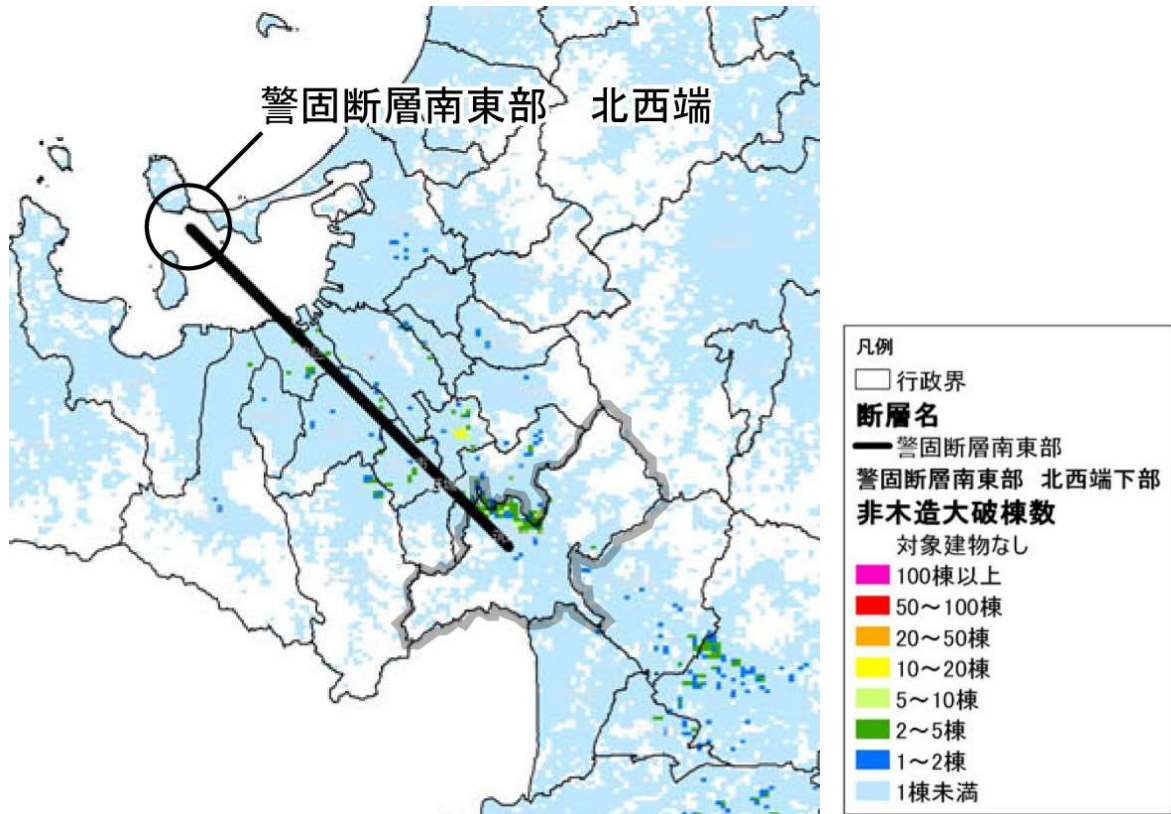 警固断層南東部　北西端
凡例
行政界
断層名
警固断層南東部
警固断層南東部　北西端下部
非木造大破棟数
対象建物なし
100棟以上
50～100棟
20～50棟
10～20棟
5～10棟
2～5棟
1～2棟
1棟未満